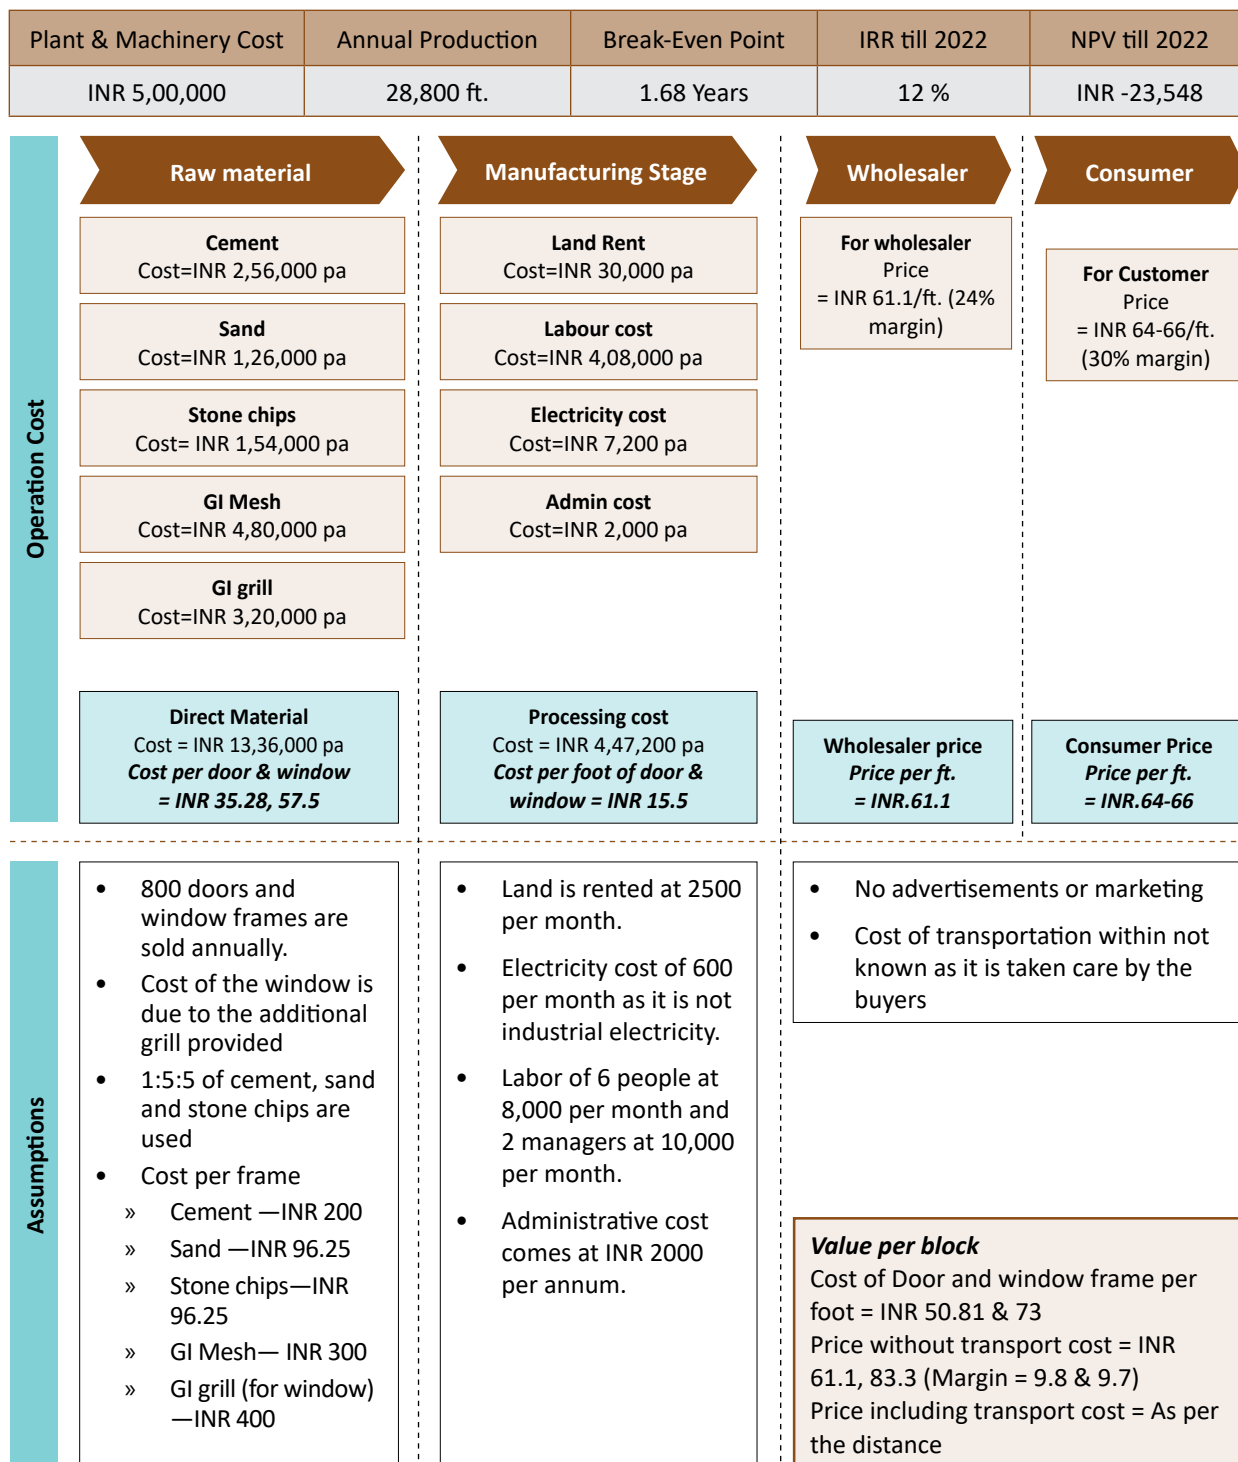 Plant & Machinery Cost
Annual Production
Break-Even Point
IRR till 2022
NPV till 2022
INR 5,00,000
28,800 ft.
1.68 Years
12 %
INR -23,548
Operation Cost
Raw material
Cement
Cost=INR 2,56,000 pa
Sand
Cost=INR 1,26,000 pa
Stone chips
Cost= INR 1,54,000 pa
GI Mesh
Cost=INR 4,80,000 pa
GI grill
Cost=INR 3,20,000 pa
Direct Material
Cost = INR 13,36,000 pa
Cost per door & window
= INR 35.28, 57.5
Manufacturing Stage
Land Rent
Cost=INR 30,000 pa
Labour cost
Cost=INR 4,08,000 pa
Electricity cost
Cost=INR 7,200 pa
Admin cost
Cost=INR 2,000 pa
Processing cost
Cost = INR 4,47,200 pa
Cost per foot of door &
window = INR 15.5
Wholesaler
For wholesaler
Price
= INR 61.1/ft. (24%
margin)
Wholesaler price
Price per ft.
= INR.61.1
Consumer
For Customer
Price
= INR 64-66/ft.
(30% margin)
Consumer Price
Price per ft.
= INR.64-66
Assumptions
• 800 doors and
window frames are
sold annually.
• Cost of the window is
due to the additional
grill provided
• 1:5:5 of cement, sand
and stone chips are
used
• Cost per frame
» Cement —INR 200
» Sand —INR 96.25
» Stone chips—INR
96.25
» GI Mesh— INR 300
» GI grill (for window)
—INR 400
• Land is rented at 2500
per month.
• Electricity cost of 600
per month as it is not
industrial electricity.
• Labor of 6 people at
8,000 per month and
2 managers at 10,000
per month.
• Administrative cost
comes at INR 2000
per annum.
• No advertisements or marketing
• Cost of transportation within not
known as it is taken care by the
buyers
Value per block
Cost of Door and window frame per
foot = INR 50.81 & 73
Price without transport cost = INR
61.1, 83.3 (Margin = 9.8 & 9.7)
Price including transport cost = As per
the distance